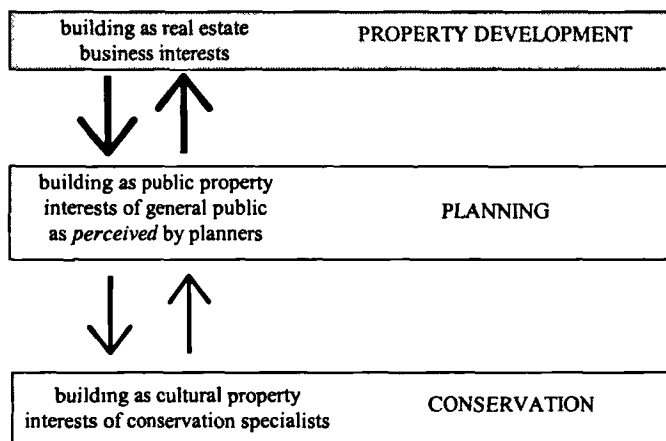 building as real estate
business interests
PROPERTY DEVELOPMENT
building as public property
interests of general public
as perceived by planners
PLANNING
building as cultural property
interests of conservation specialists
CONSERVATION